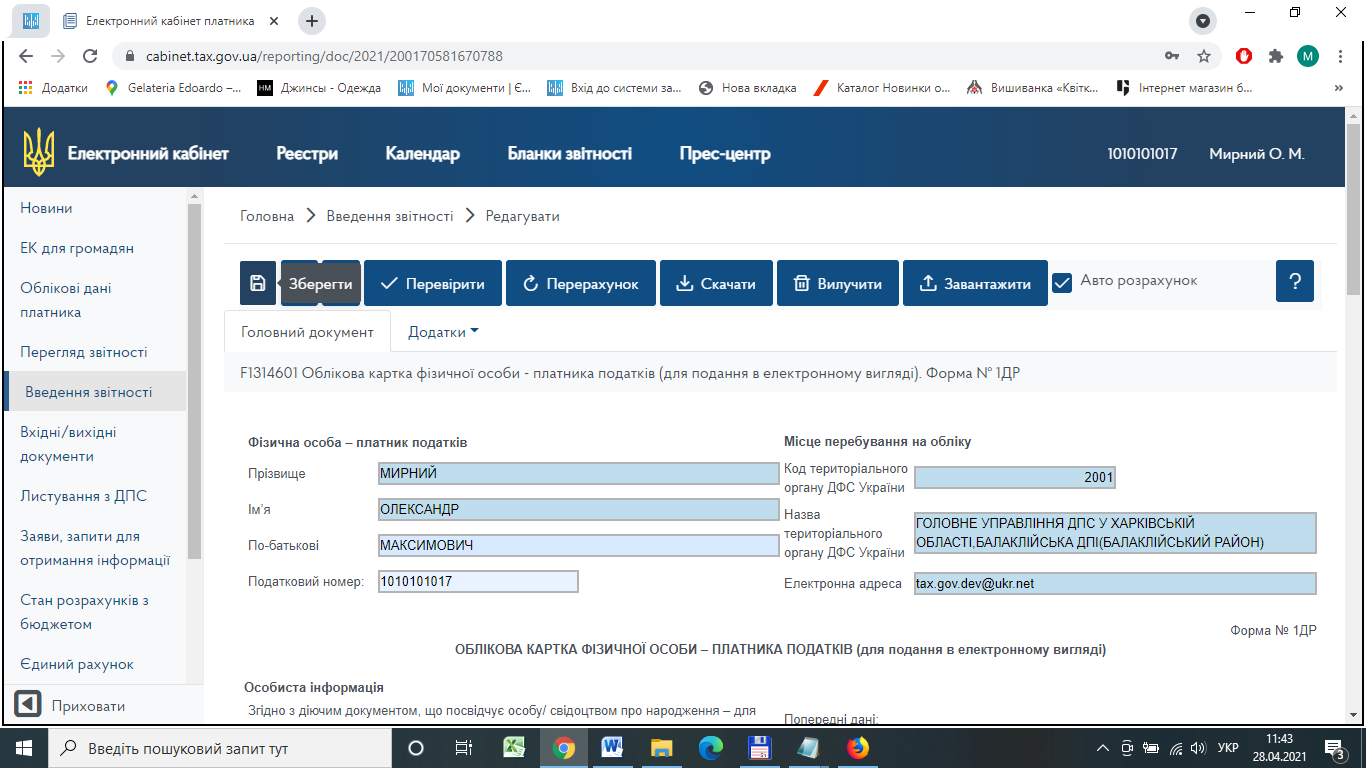 Електронний кабінет платника
cabinet.tax.gov.ua/reporting/doc/2021/200170581670788
M
Додатки
Gelateria Edoardo –...
HM
Джинсы - Одежда
Мої документи | Є...
Вхід до системи за...
Нова вкладка
Каталог Новинки о...
Вишиванка «Квітк...
Інтернет магазин б...
Електронний кабінет
Реєстри
Календар
Бланки звітності
Прес-центр
1010101017
Мирний О. М.
Новини
ЕК для громадян
Облікові дані
платника
Перегляд звітності
Введення звітності
Вхідні/вихідні
документи
Листування з ДПС
Заяви, запити для
отримання інформації
Стан розрахунків з
бюджетом
Єдиний рахунок
Приховати
Головна
Введення звітності
Редагувати
Зберегти
Перевірити
Перерахунок
Скачати
Вилучити
Завантажити
Авто розрахунок
?
Головний документ
Додатки
F1314601 Облікова картка фізичної особи - платника податків (для подання в електронному вигляді). Форма № 1ДР
Фізична особа – платник податків
Прізвище
МИРНИЙ
Ім'я
ОЛЕКСАНДР
По-батькові
МАКСИМОВИЧ
Податковий номер:
1010101017
Місце перебування на обліку
Код територіального
органу ДФС України
2001
Назва
територіального
органу ДФС України
ГОЛОВНЕ УПРАВЛІННЯ ДПС У ХАРКІВСЬКІЙ
ОБЛАСТІ,БАЛАКЛІЙСЬКА ДПІ(БАЛАКЛІЙСЬКИЙ РАЙОН)
Електронна адреса
tax.gov.dev@ukr.net
Форма № 1ДР
ОБЛІКОВА КАРТКА ФІЗИЧНОЇ ОСОБИ – ПЛАТНИКА ПОДАТКІВ (для подання в електронному вигляді)
Особиста інформація
Згідно з діючим документом, що посвідчує особу/ свідоцтвом про народження – для
Попередні дані:
Введіть пошуковий запит тут
УКР
11:43
28.04.2021
3